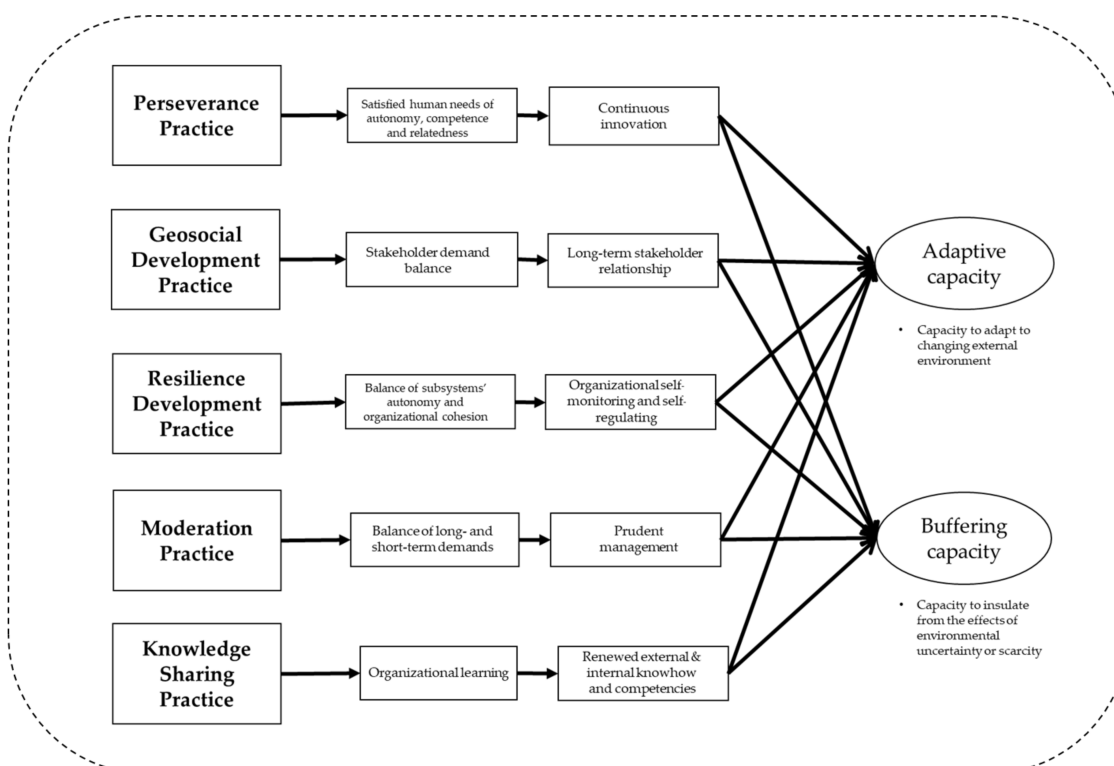 Perseverance
Practice
Satisfied human needs of
autonomy, competence
and relatedness
Continuous
innovation
Geosocial
Development
Practice
Stakeholder demand
balance
Long-term stakeholder
relationship
Adaptive
capacity
• Capacity to adapt to
changing external
environment
Resilience
Development
Practice
Balance of subsystems’
autonomy and
organizational cohesion
Organizational self-
monitoring and self-
regulating
Moderation
Practice
Balance of long- and
short-term demands
Prudent
management
Buffering
capacity
• Capacity to insulate
from the effects of
environmental
uncertainty or scarcity
Knowledge
Sharing
Practice
Organizational learning
Renewed external &
internal knowhow
and competencies